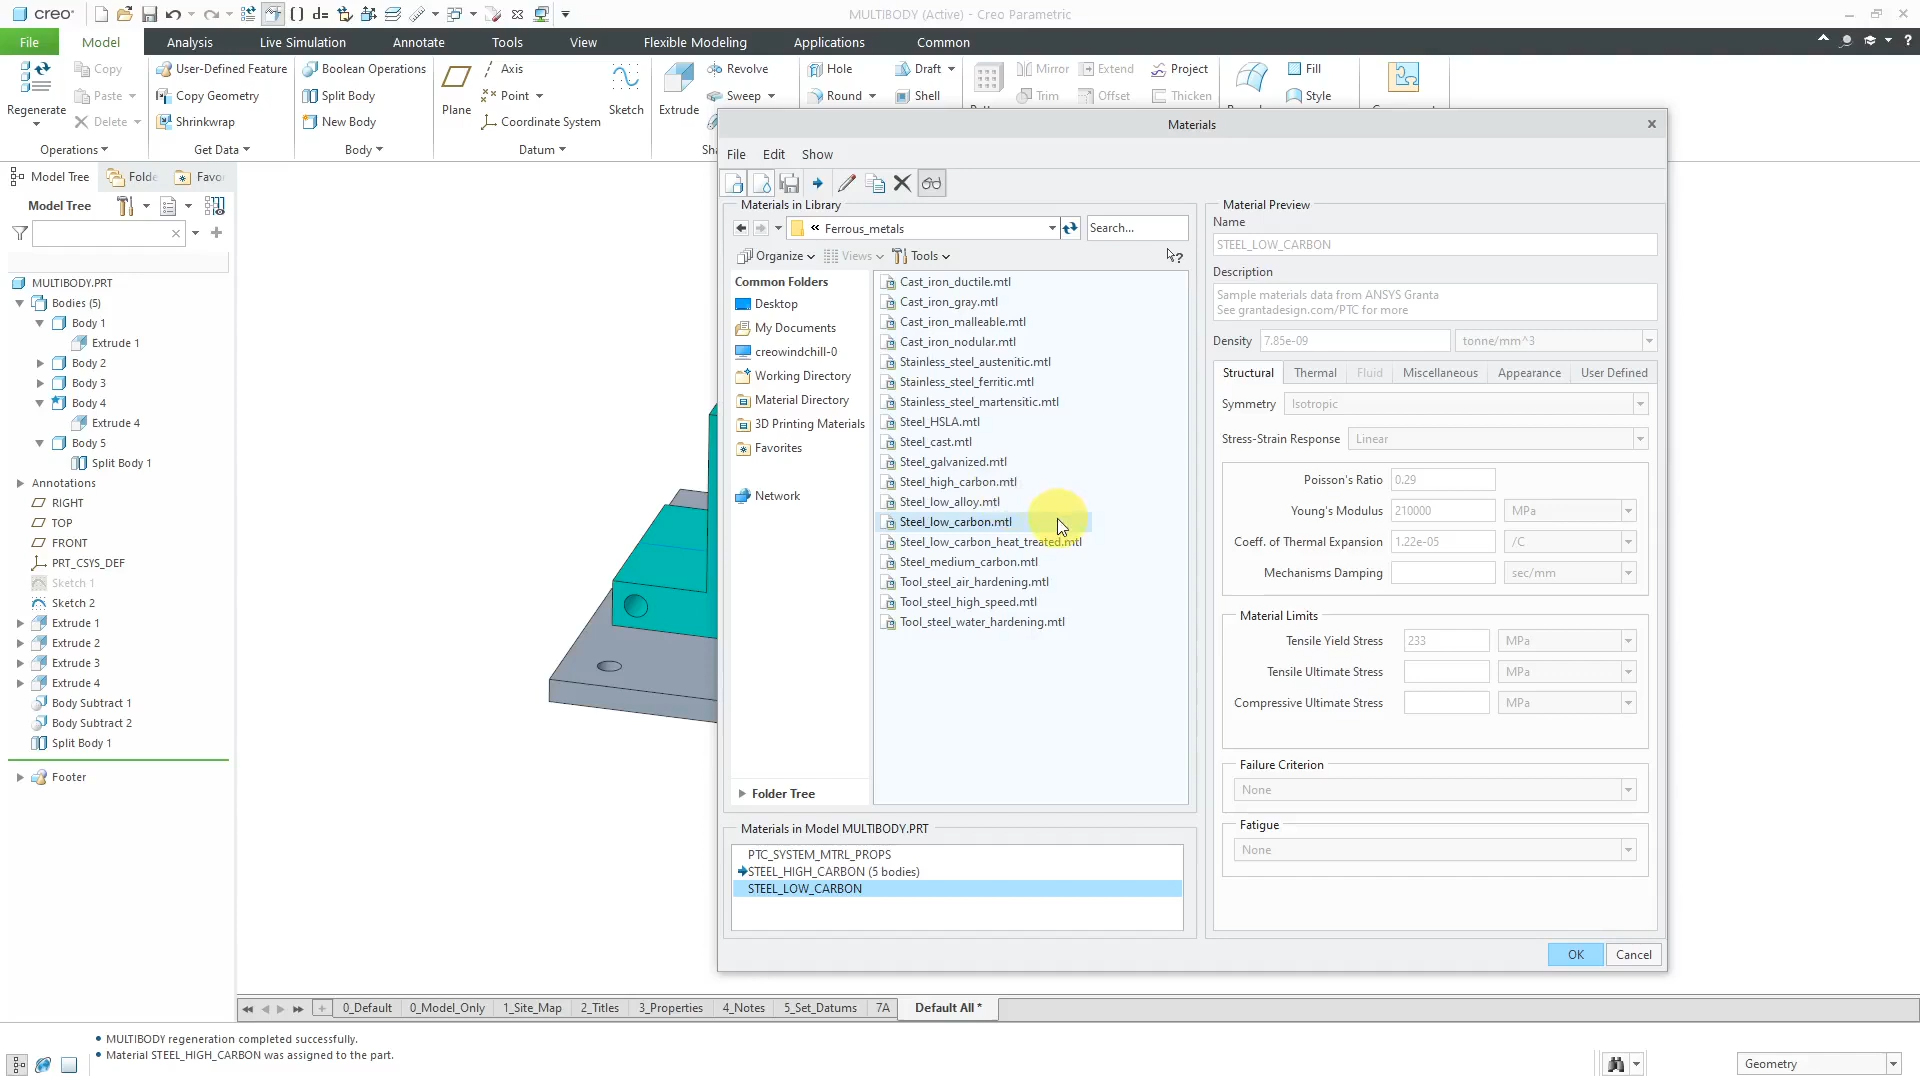 creo
MULTIBODY (Active) - Creo Parametric
File
Model
Analysis
Live Simulation
Annotate
Tools
View
Flexible Modeling
Applications
Common
Regenerate
Copy
Paste
Delete
Operations
User-Defined Feature
Copy Geometry
Shrinkwrap
Get Data
Boolean Operations
Split Body
New Body
Body
Plane
Axis
Point
Coordinate System
Sketch
Datum
Extrude
Revolve
Sweep
Hole
Round
Draft
Shell
Mirror
Extend
Project
Trim
Offset
Thicken
Fill
Style
Model Tree
Folde
Favo
Model Tree
MULTIBODY.PRT
Bodies (5)
Body 1
Extrude 1
Body 2
Body 3
Body 4
Extrude 4
Body 5
Split Body 1
Annotations
RIGHT
TOP
FRONT
PRT_CSYS_DEF
Sketch 1
Sketch 2
Extrude 1
Extrude 2
Extrude 3
Extrude 4
Body Subtract 1
Body Subtract 2
Split Body 1
Footer
Materials
File
Edit
Show
Materials in Library
« Ferrous_metals
Search...
Organize
Views
Tools
Common Folders
Desktop
My Documents
creowindchill-0
Working Directory
Material Directory
3D Printing Materials
Favorites
Network
Folder Tree
Cast_iron_ductile.mtl
Cast_iron_gray.mtl
Cast_iron_malleable.mtl
Cast_iron_nodular.mtl
Stainless_steel_austenitic.mtl
Stainless_steel_ferritic.mtl
Stainless_steel_martensitic.mtl
Steel_HSLA.mtl
Steel_cast.mtl
Steel_galvanized.mtl
Steel_high_carbon.mtl
Steel_low_alloy.mtl
Steel_low_carbon.mtl
Steel_low_carbon_heat_treated.mtl
Steel_medium_carbon.mtl
Tool_steel_air_hardening.mtl
Tool_steel_high_speed.mtl
Tool_steel_water_hardening.mtl
Materials in Model MULTIBODY.PRT
PTC_SYSTEM_MTRL_PROPS
STEEL_HIGH_CARBON (5 bodies)
STEEL_LOW_CARBON
Material Preview
Name
STEEL_LOW_CARBON
Description
Sample materials data from ANSYS Granta
See grantadesign.com/PTC for more
Density 7.85e-09 tonne/mm^3
Structural
Thermal
Fluid
Miscellaneous
Appearance
User Defined
Symmetry Isotropic
Stress-Strain Response Linear
Poisson's Ratio 0.29
Young's Modulus 210000 MPa
Coeff. of Thermal Expansion 1.22e-05 /C
Mechanisms Damping sec/mm
Material Limits
Tensile Yield Stress 233 MPa
Tensile Ultimate Stress MPa
Compressive Ultimate Stress MPa
Failure Criterion
None
Fatigue
None
OK
Cancel
0_Default
0_Model_Only
1_Site_Map
2_Titles
3_Properties
4_Notes
5_Set_Datums
7A
Default All *
• MULTIBODY regeneration completed successfully.
• Material STEEL_HIGH_CARBON was assigned to the part.
Geometry